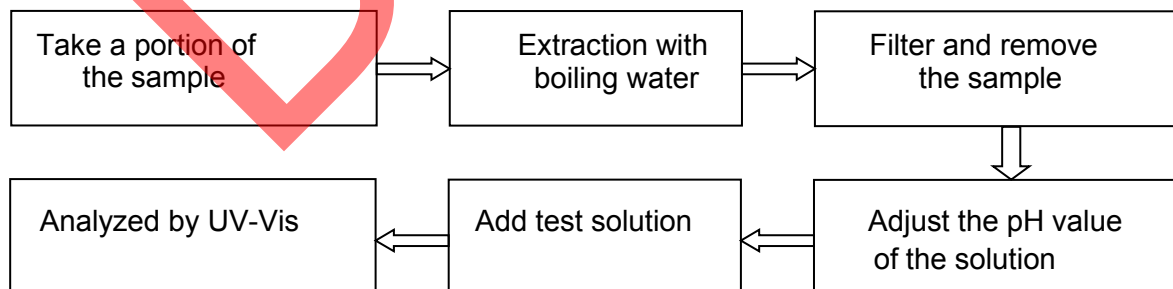 Take a portion of
the sample
Extraction with
boiling water
Filter and remove
the sample
Adjust the pH value
of the solution
Add test solution
Analyzed by UV-Vis